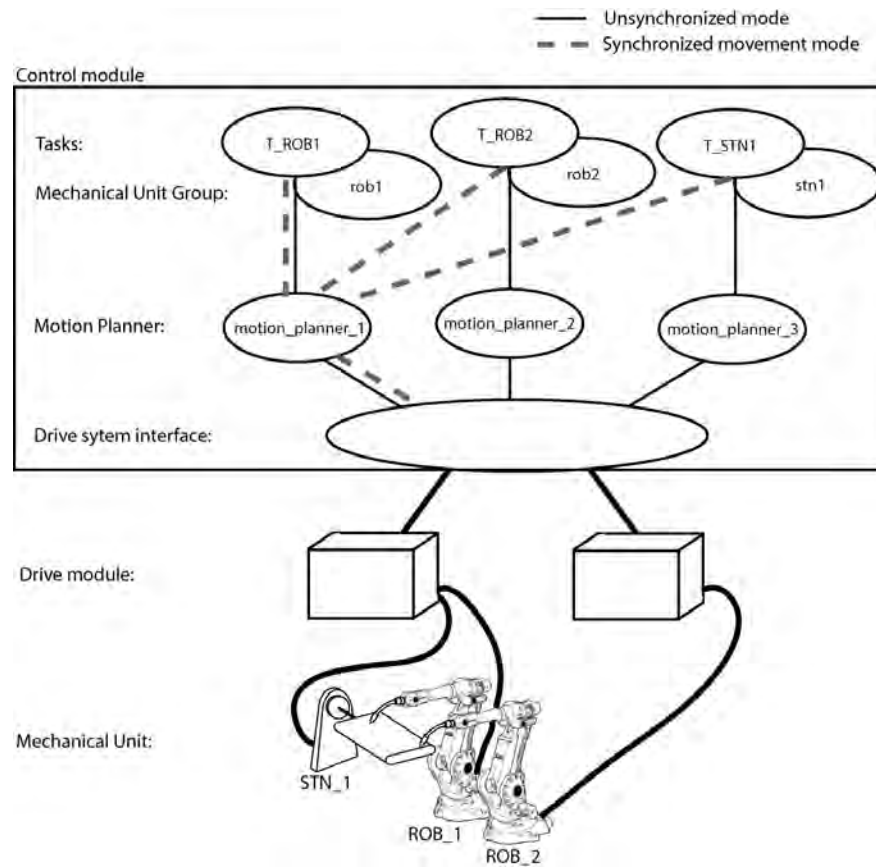 Unsynchronized mode
Synchronized movement mode
Control module
Tasks:
T_ROB1
T_ROB2
T_STN1
Mechanical Unit Group:
rob1
rob2
stn1
Motion Planner:
motion_planner_1
motion_planner_2
motion_planner_3
Drive sytem interface:
Drive module:
Mechanical Unit:
STN_1
ROB_1
ROB_2